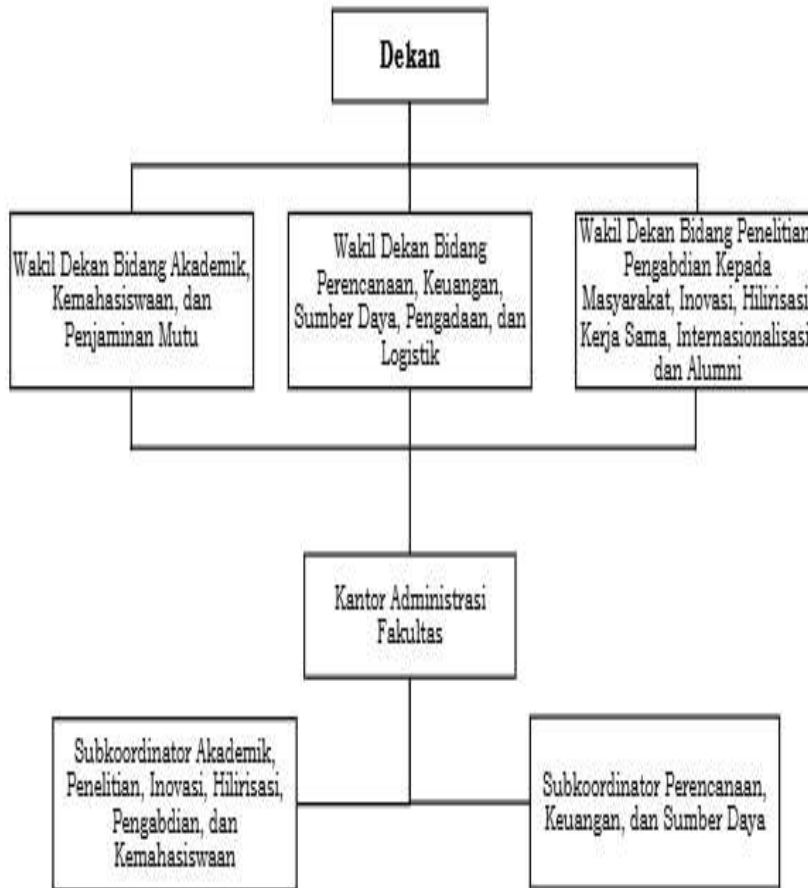 Dekan
Wakil Dekan Bidang Akademik,
Kemahasiswaan, dan
Penjaminan Mutu
Wakil Dekan Bidang
Perencanaan, Keuangan,
Sumber Daya, Pengadaan, dan
Logistik
Wakil Dekan Bidang Penelitian
Pengabdian Kepada
Masyarakat, Inovasi, Hilirisasi
Kerja Sama, Internasionalisasi
dan Alumni
Kantor Administrasi
Fakultas
Subkoordinator Akademik,
Penelitian, Inovasi, Hilirisasi,
Pengabdian, dan
Kemahasiswaan
Subkoordinator Perencanaan,
Keuangan, dan Sumber Daya